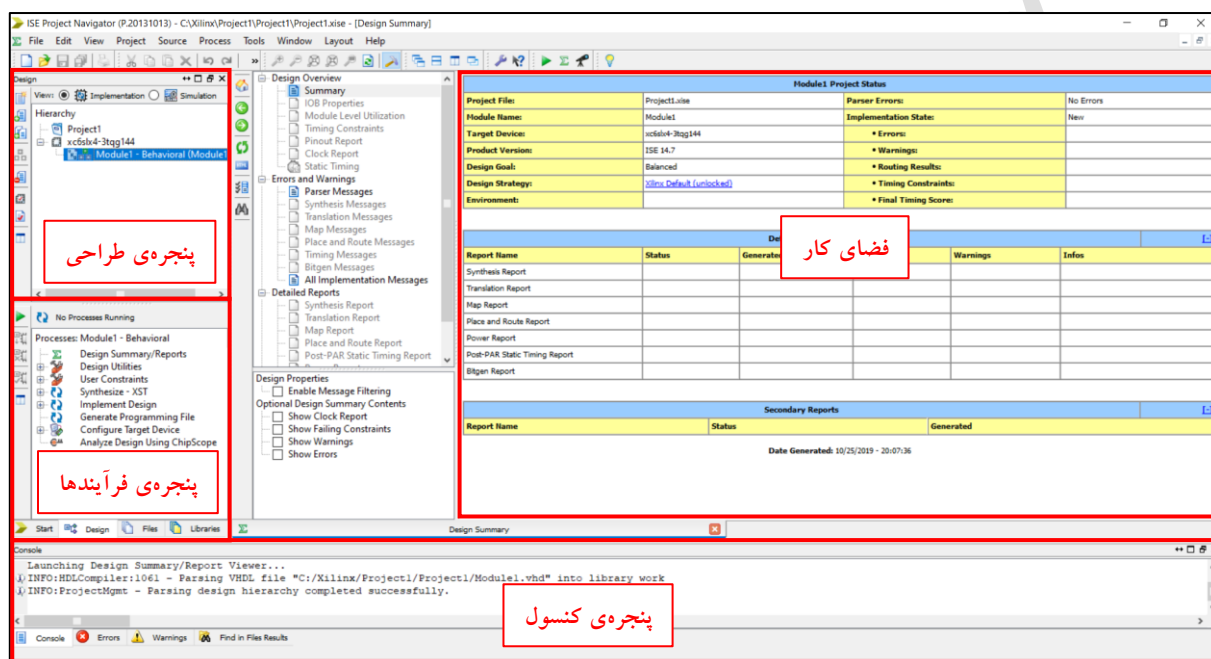 ISE Project Navigator (P.20131013) - C:\Xilinx\Project1\Project1\Project1.xise - [Design Summary]
File Edit View Project Source Process Tools Window Layout Help
Design
View: Implementation Simulation
Hierarchy
Project1
xc6slx4-3tqg144
Module1 - Behavioral (Module1
پنجره‌ی طراحی
No Processes Running
Processes: Module1 - Behavioral
Design Summary/Reports
Design Utilities
User Constraints
Synthesize - XST
Implement Design
Generate Programming File
Configure Target Device
Analyze Design Using ChipScope
پنجره‌ی فرآیندها
Start Design Files Libraries
Design Overview
Summary
IOB Properties
Module Level Utilization
Timing Constraints
Pinout Report
Clock Report
Static Timing
Errors and Warnings
Parser Messages
Synthesis Messages
Translation Messages
Map Messages
Place and Route Messages
Timing Messages
Bitgen Messages
All Implementation Messages
Detailed Reports
Synthesis Report
Translation Report
Map Report
Place and Route Report
Post-PAR Static Timing Report
Design Properties
Enable Message Filtering
Optional Design Summary Contents
Show Clock Report
Show Failing Constraints
Show Warnings
Show Errors
Module1 Project Status
Project File: Project1.xise Parser Errors: No Errors
Module Name: Module1 Implementation State: New
Target Device: xc6slx4-3tqg144 • Errors:
Product Version: ISE 14.7 • Warnings:
Design Goal: Balanced • Routing Results:
Design Strategy: Xilinx Default (unlocked) • Timing Constraints:
Environment: • Final Timing Score:
فضای کار
De [-]
Report Name Status Generated Warnings Infos
Synthesis Report
Translation Report
Map Report
Place and Route Report
Power Report
Post-PAR Static Timing Report
Bitgen Report
Secondary Reports [-]
Report Name Status Generated
Date Generated: 10/25/2019 - 20:07:36
Design Summary
Console
Launching Design Summary/Report Viewer...
INFO:HDLCompiler:1061 - Parsing VHDL file "C:/Xilinx/Project1/Project1/Module1.vhd" into library work
INFO:ProjectMgmt - Parsing design hierarchy completed successfully.
پنجره‌ی کنسول
Console Errors Warnings Find in Files Results